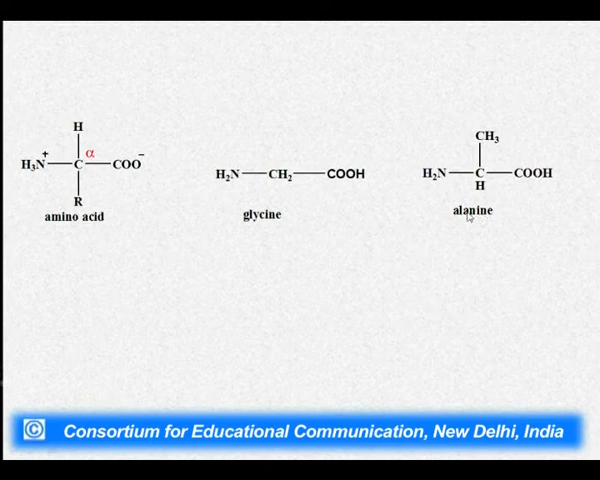 H
H₃N⁺—C α—COO⁻
R
amino acid
H₂N—CH₂—COOH
glycine
CH₃
H₂N—C—COOH
H
alanine
© Consortium for Educational Communication, New Delhi, India